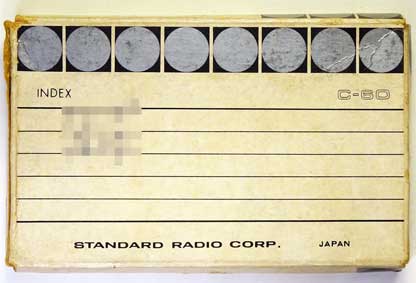 INDEX C-60
STANDARD RADIO CORP. JAPAN